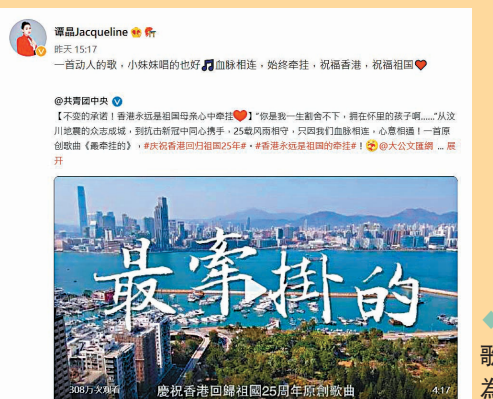 谭晶Jacqueline
昨天 15:17
一首动人的歌，小妹妹唱的也好🎵血脉相连，始终牵挂，祝福香港，祝福祖国❤️
@共青团中央
【不变的承诺！香港永远是祖国母亲心中牵挂❤️】“你是我一生割舍不下，拥在怀里的孩子啊……”从汶
川地震的众志成城，到抗击新冠中同心携手，25载风雨相守，只因我们血脉相连，心意相通！一首原
创歌曲《最牵挂的》，#庆祝香港回归祖国25年#·#香港永远是祖国的牵挂#！@大公文匯網 ... 展
开
最牽掛的
308万次观看
慶祝香港回歸祖國25周年原創歌曲
4:17
歌
為